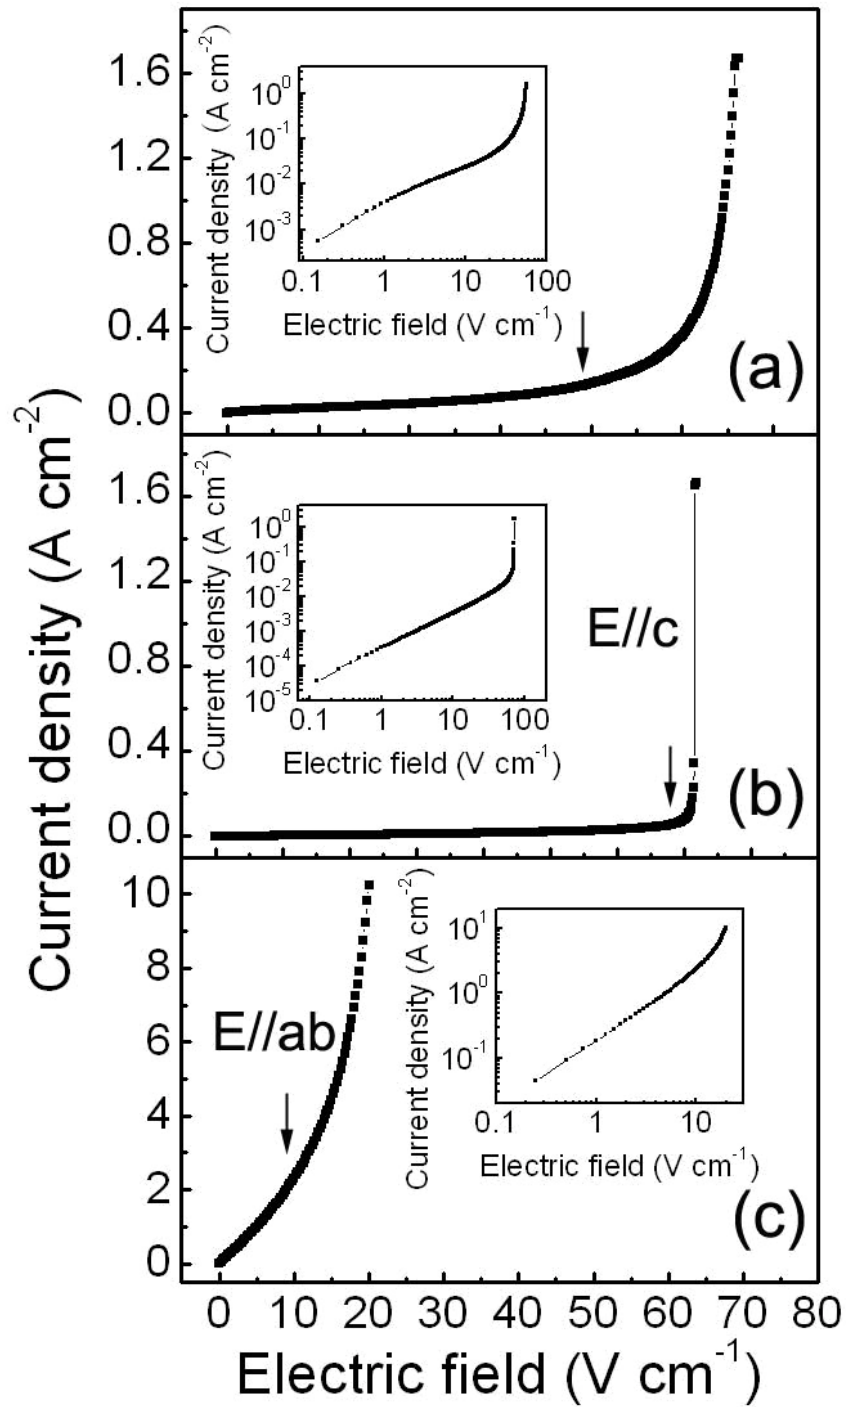 Current density (A cm⁻²)
1.6
1.2
0.8
0.4
0.0
Current density (A cm⁻²)
10⁰
10⁻¹
10⁻²
10⁻³
0.1 1 10 100
Electric field (V cm⁻¹)
(a)
1.6
1.2
0.8
0.4
0.0
Current density (A cm⁻²)
10⁰
10⁻¹
10⁻²
10⁻³
10⁻⁴
10⁻⁵
0.1 1 10 100
Electric field (V cm⁻¹)
E//c
(b)
10
8
6
4
2
0
E//ab
Current density (A cm⁻²)
10¹
10⁰
10⁻¹
0.1 1 10
Electric field (V cm⁻¹)
(c)
0 10 20 30 40 50 60 70 80
Electric field (V cm⁻¹)